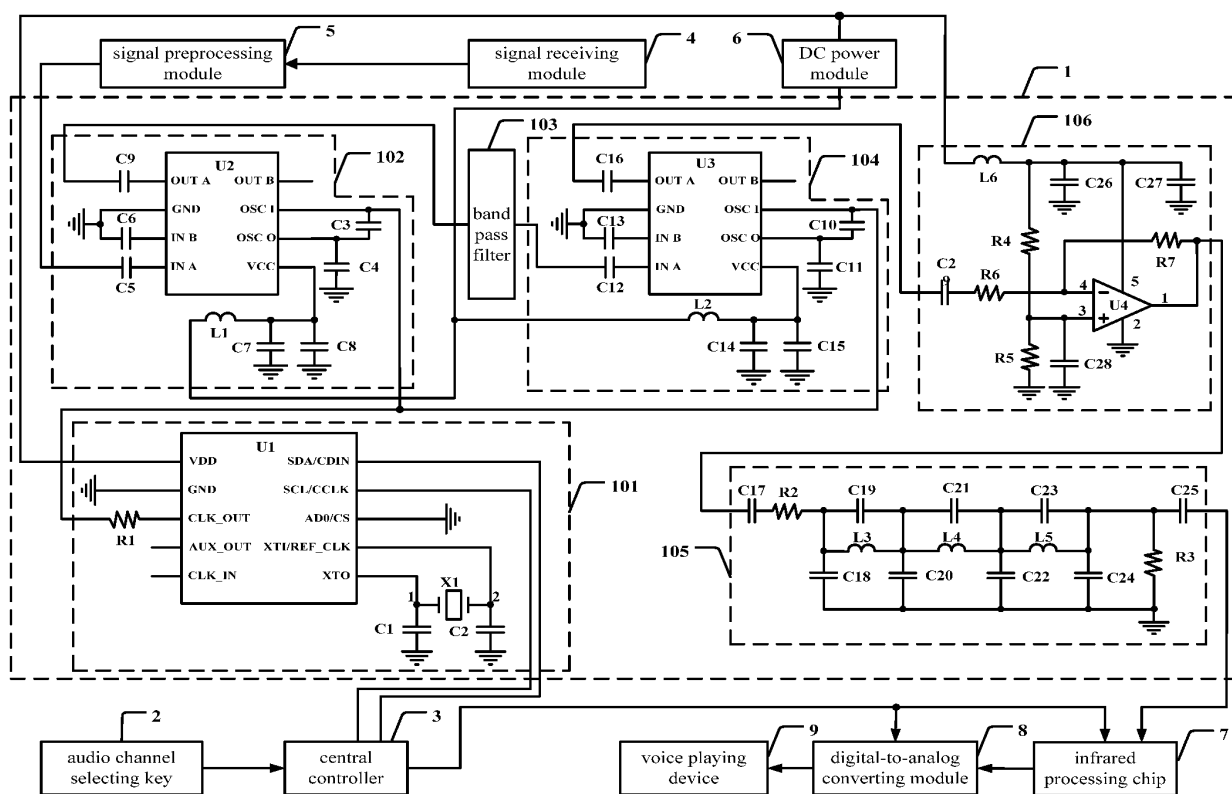 5
4
6
signal preprocessing
module
signal receiving
module
DC power
module
1
103
106
C9
U2
102
OUT A
OUT B
GND
OSC I
C6
C3
IN B
OSC O
IN A
VCC
C5
C4
L1
C7
C8
band
pass
filter
C16
U3
104
OUT A
OUT B
GND
OSC I
C13
C10
IN B
OSC O
IN A
VCC
C12
C11
L2
C14
C15
L6
C26
C27
R4
R7
C2
9
R6
4
5
U4
1
3
2
R5
C28
U1
101
VDD
SDA/CDIN
GND
SCL/CCLK
CLK_OUT
AD0/CS
R1
AUX_OUT
XTI/REF_CLK
CLK_IN
XTO
X1
1
2
C1
C2
C17
R2
C19
C21
C23
C25
105
L3
L4
L5
C18
C20
C22
C24
R3
2
3
9
8
7
audio channel
selecting key
central
controller
voice playing
device
digital-to-analog
converting module
infrared
processing chip